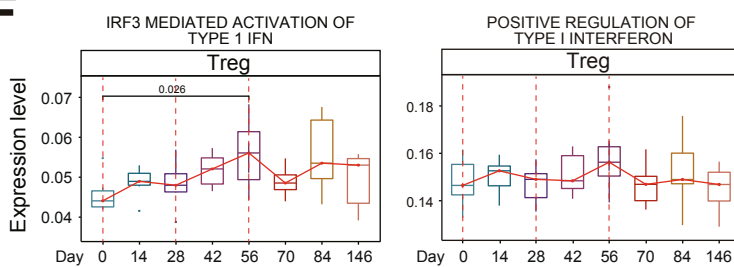 IRF3 MEDIATED ACTIVATION OF
TYPE 1 IFN
Treg
Expression level
0.07
0.06
0.05
0.04
0.026
Day 0 14 28 42 56 70 84 146
POSITIVE REGULATION OF
TYPE I INTERFERON
Treg
0.18
0.16
0.14
Day 0 14 28 42 56 70 84 146